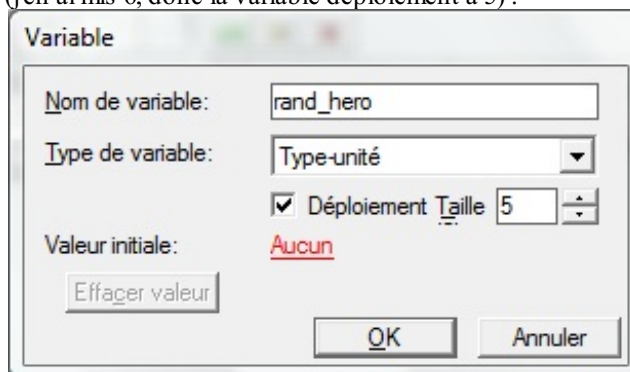 (j'en ai mis 6, donc la variable déploiement à 5) :
Variable
Nom de variable: rand_hero
Type de variable: Type-unité
Déploiement Taille 5
Valeur initiale: Aucun
Effacer valeur
OK Annuler